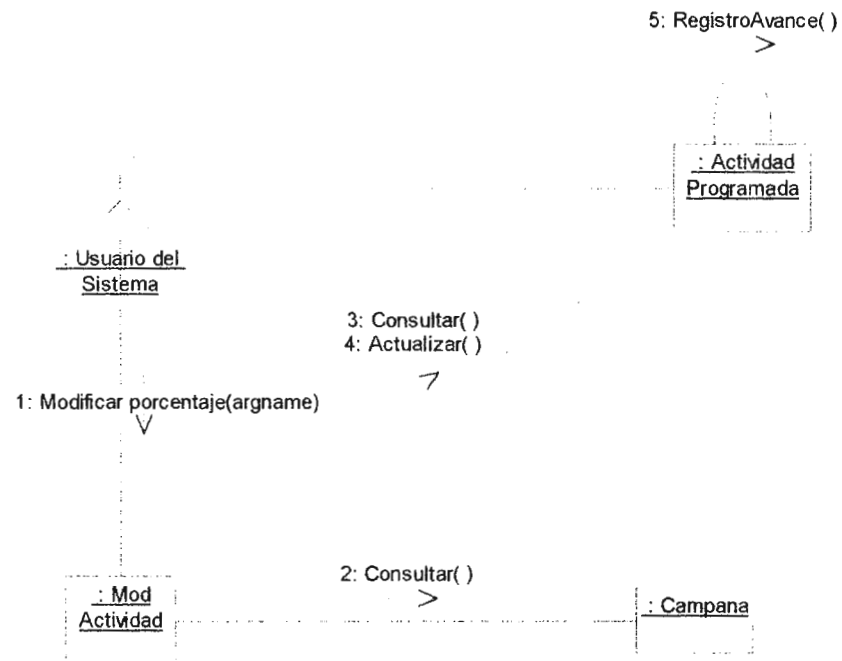 5: RegistroAvance( )
: Actividad
Programada
: Usuario del
Sistema
3: Consultar( )
4: Actualizar( )
1: Modificar porcentaje(argname)
2: Consultar( )
: Mod
Actividad
: Campana